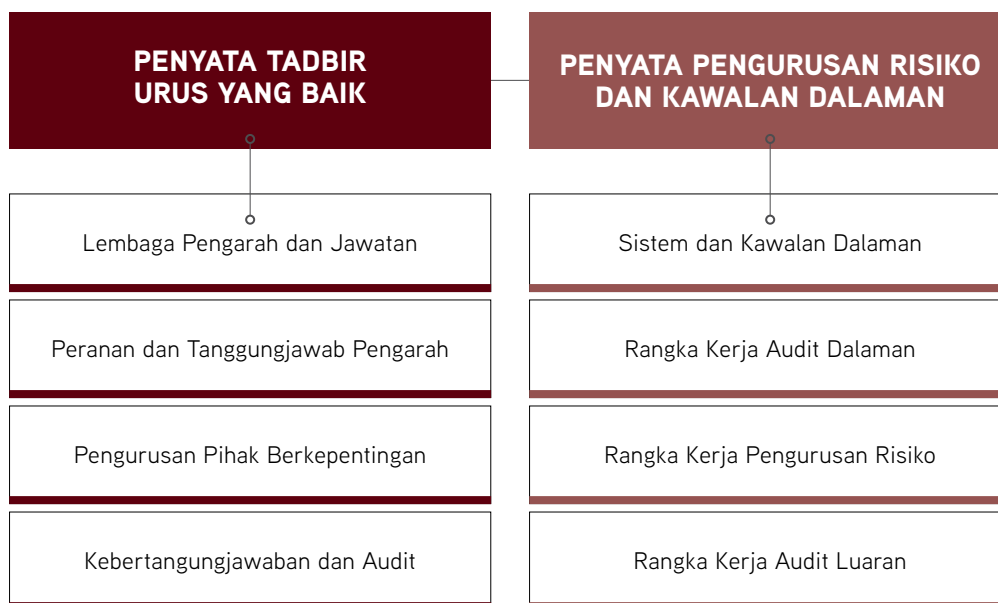 PENYATA TADBIR
URUS YANG BAIK
Lembaga Pengarah dan Jawatan
Peranan dan Tanggungjawab Pengarah
Pengurusan Pihak Berkepentingan
Kebertangungjawaban dan Audit
PENYATA PENGURUSAN RISIKO
DAN KAWALAN DALAMAN
Sistem dan Kawalan Dalaman
Rangka Kerja Audit Dalaman
Rangka Kerja Pengurusan Risiko
Rangka Kerja Audit Luaran